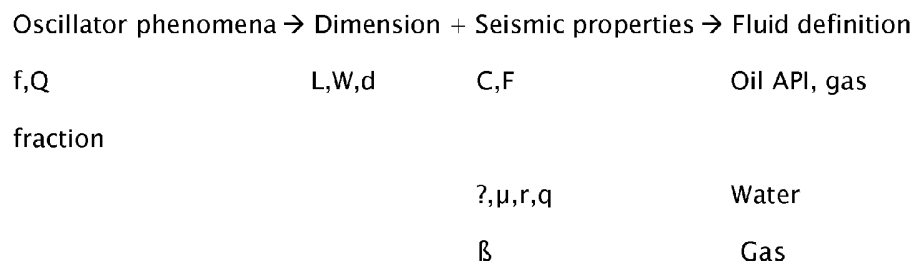 Oscillator phenomena → Dimension + Seismic properties → Fluid definition
f,Q L,W,d C,F Oil API, gas
fraction
?,µ,r,q Water
ß Gas